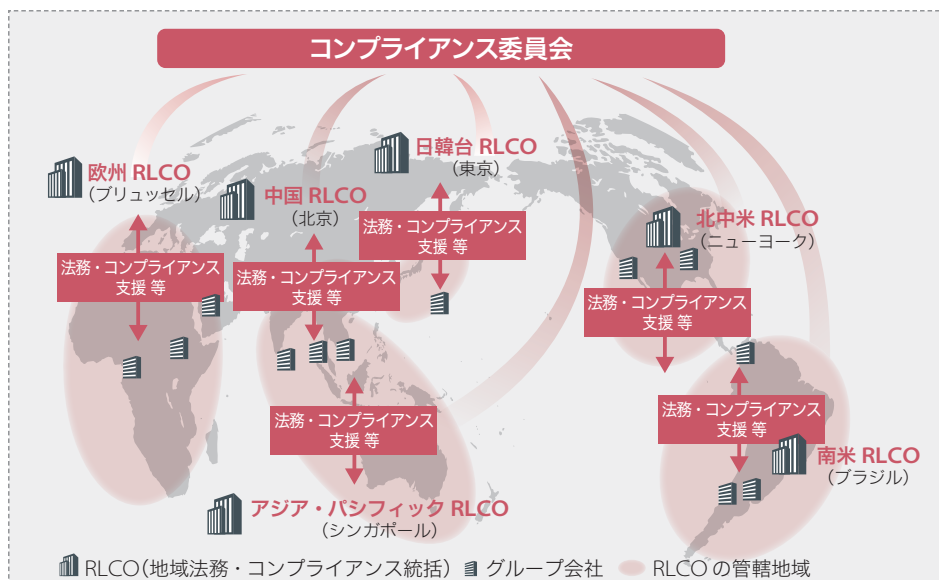 コンプライアンス委員会
日韓台 RLCO
（東京）
欧州 RLCO
（ブリュッセル）
中国 RLCO
（北京）
北中米 RLCO
（ニューヨーク）
法務・コンプライアンス
支援 等
法務・コンプライアンス
支援 等
法務・コンプライアンス
支援 等
法務・コンプライアンス
支援 等
法務・コンプライアンス
支援 等
法務・コンプライアンス
支援 等
南米 RLCO
（ブラジル）
アジア・パシフィック RLCO
（シンガポール）
RLCO（地域法務・コンプライアンス統括）
グループ会社
RLCO の管轄地域